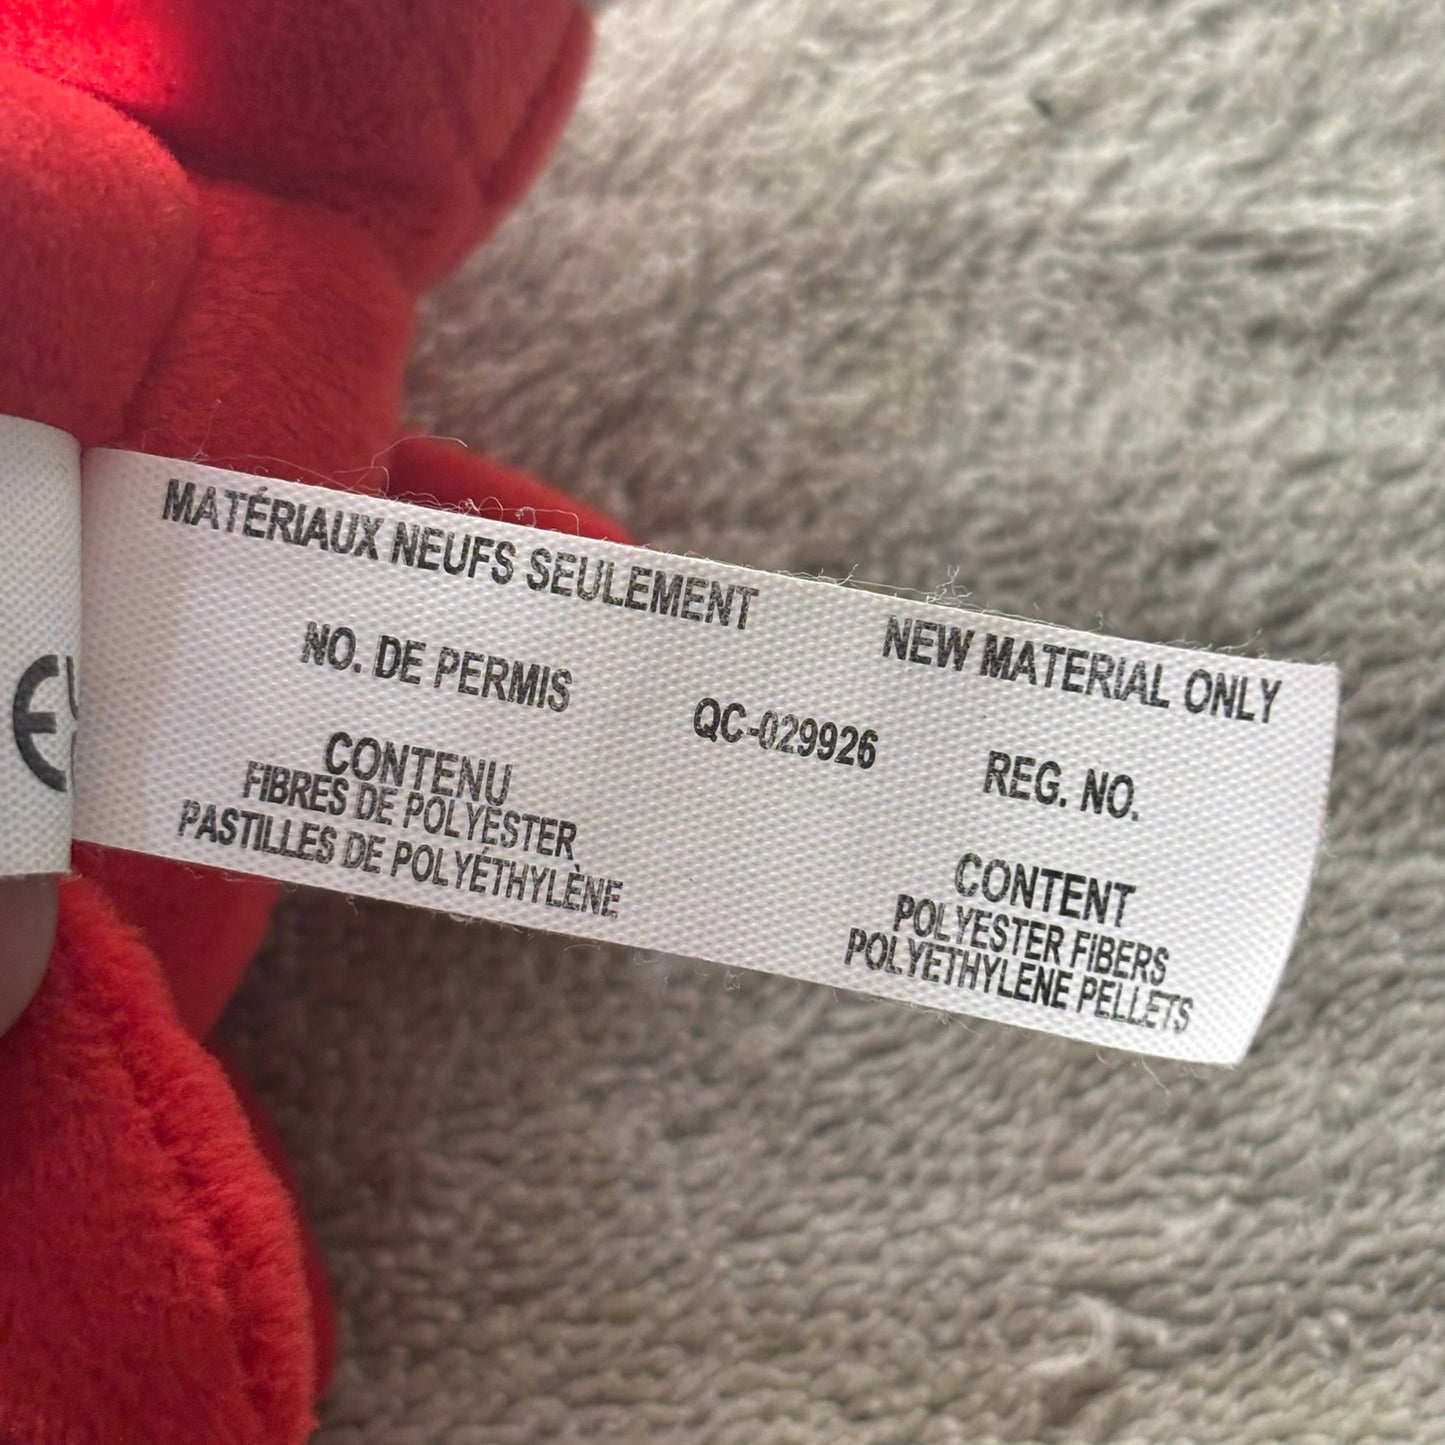 MATÉRIAUX NEUFS SEULEMENT NEW MATERIAL ONLY
NO. DE PERMIS QC-029926 REG. NO.
CONTENU CONTENT
FIBRES DE POLYESTER POLYESTER FIBERS
PASTILLES DE POLYÉTHYLÈNE POLYETHYLENE PELLETS